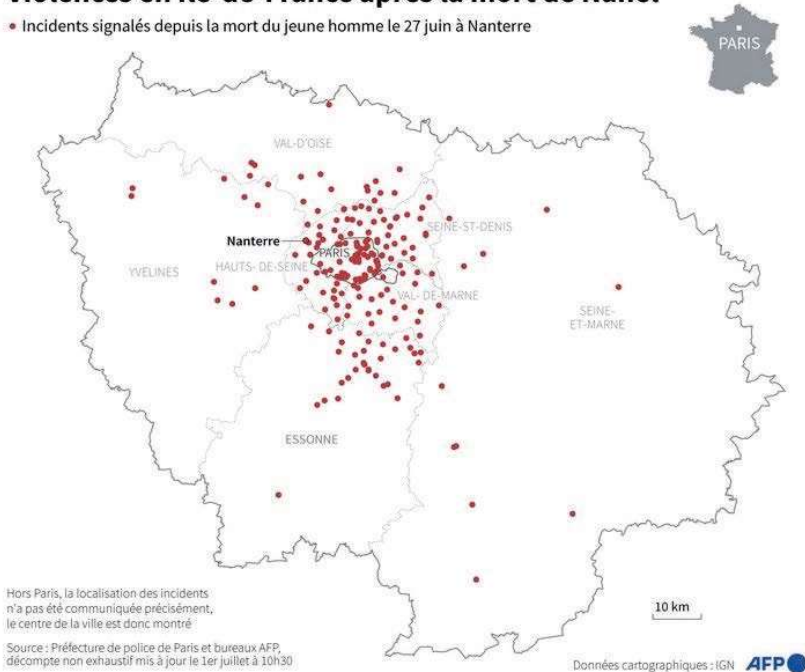 Violences en Île-de-France après la mort de Nahel
• Incidents signalés depuis la mort du jeune homme le 27 juin à Nanterre
PARIS
VAL-D'OISE
SEINE-ST-DENIS
Nanterre
PARIS
YVELINES
HAUTS- DE-SEINE
VAL- DE-MARNE
SEINE-
ET-MARNE
ESSONNE
Hors Paris, la localisation des incidents
n'a pas été communiquée précisément,
le centre de la ville est donc montré
10 km
Source : Préfecture de police de Paris et bureaux AFP,
décompte non exhaustif mis à jour le 1er juillet à 10h30
Données cartographiques : IGN
AFP